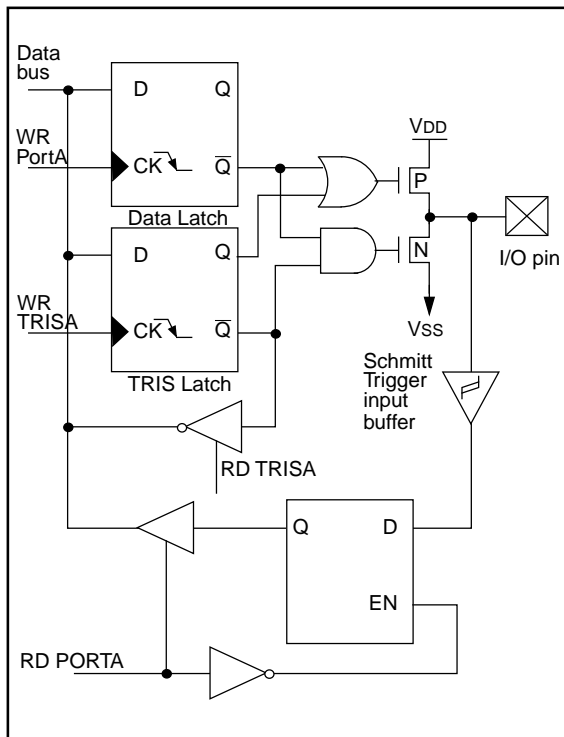 Data
bus
D Q
WR
PortA
CK Q
Data Latch
VDD
P
D Q
N
I/O pin
WR
TRISA
CK Q
TRIS Latch
VSS
Schmitt
Trigger
input
buffer
RD TRISA
Q D
EN
RD PORTA